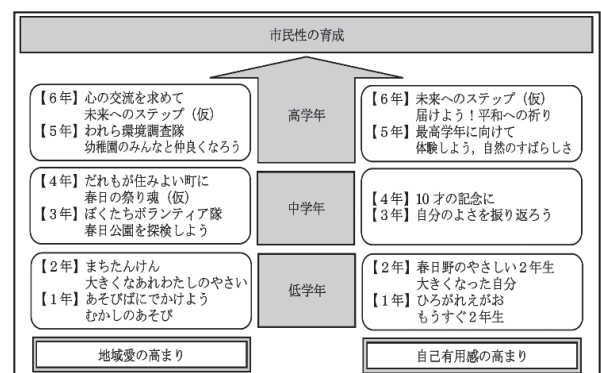 市民性の育成
【6年】心の交流を求めて
未来へのステップ（仮）
【5年】われら環境調査隊
幼稚園のみんなと仲良くなろう
高学年
【6年】未来へのステップ（仮）
届けよう！平和への祈り
【5年】最高学年に向けて
体験しよう，自然のすばらしさ
【4年】だれもが住みよい町に
春日の祭り魂（仮）
【3年】ぼくたちボランティア隊
春日公園を探検しよう
中学年
【4年】10才の記念に
【3年】自分のよさを振り返ろう
【2年】まちたんけん
大きくなあれわたしのやさい
【1年】あそびばにでかけよう
むかしのあそび
低学年
【2年】春日野のやさしい2年生
大きくなった自分
【1年】ひろがれえがお
もうすぐ2年生
地域愛の高まり
自己有用感の高まり